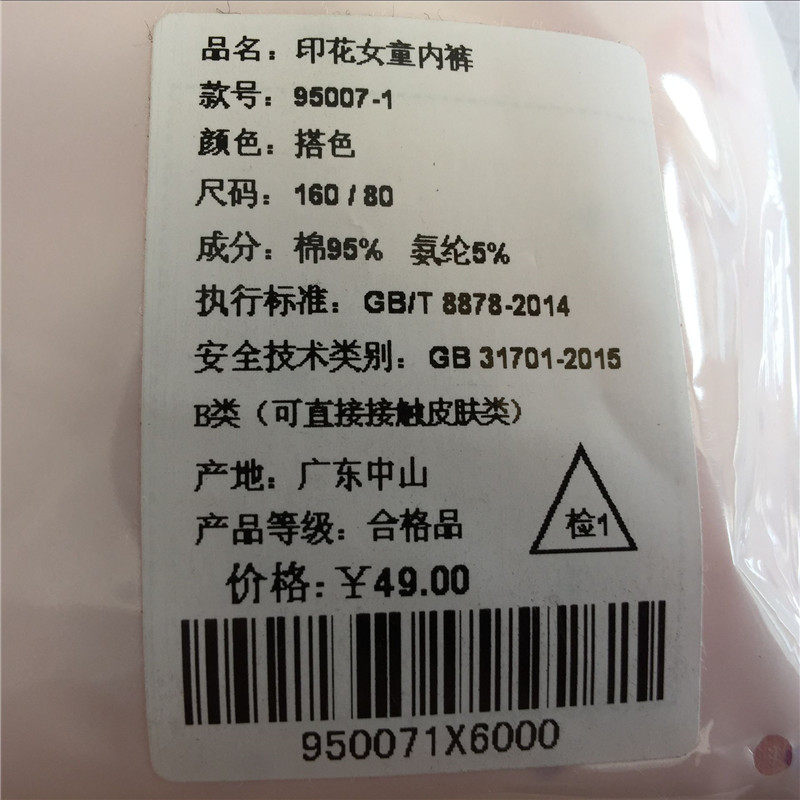 品名：印花女童内裤
款号：95007-1
颜色：搭色
尺码：160 / 80
成分：棉95%  氨纶5%
执行标准：GB/T 8878-2014
安全技术类别：GB 31701-2015
B类（可直接接触皮肤类）
产地：广东中山
产品等级：合格品
检1
价格:￥49.00
950071X6000